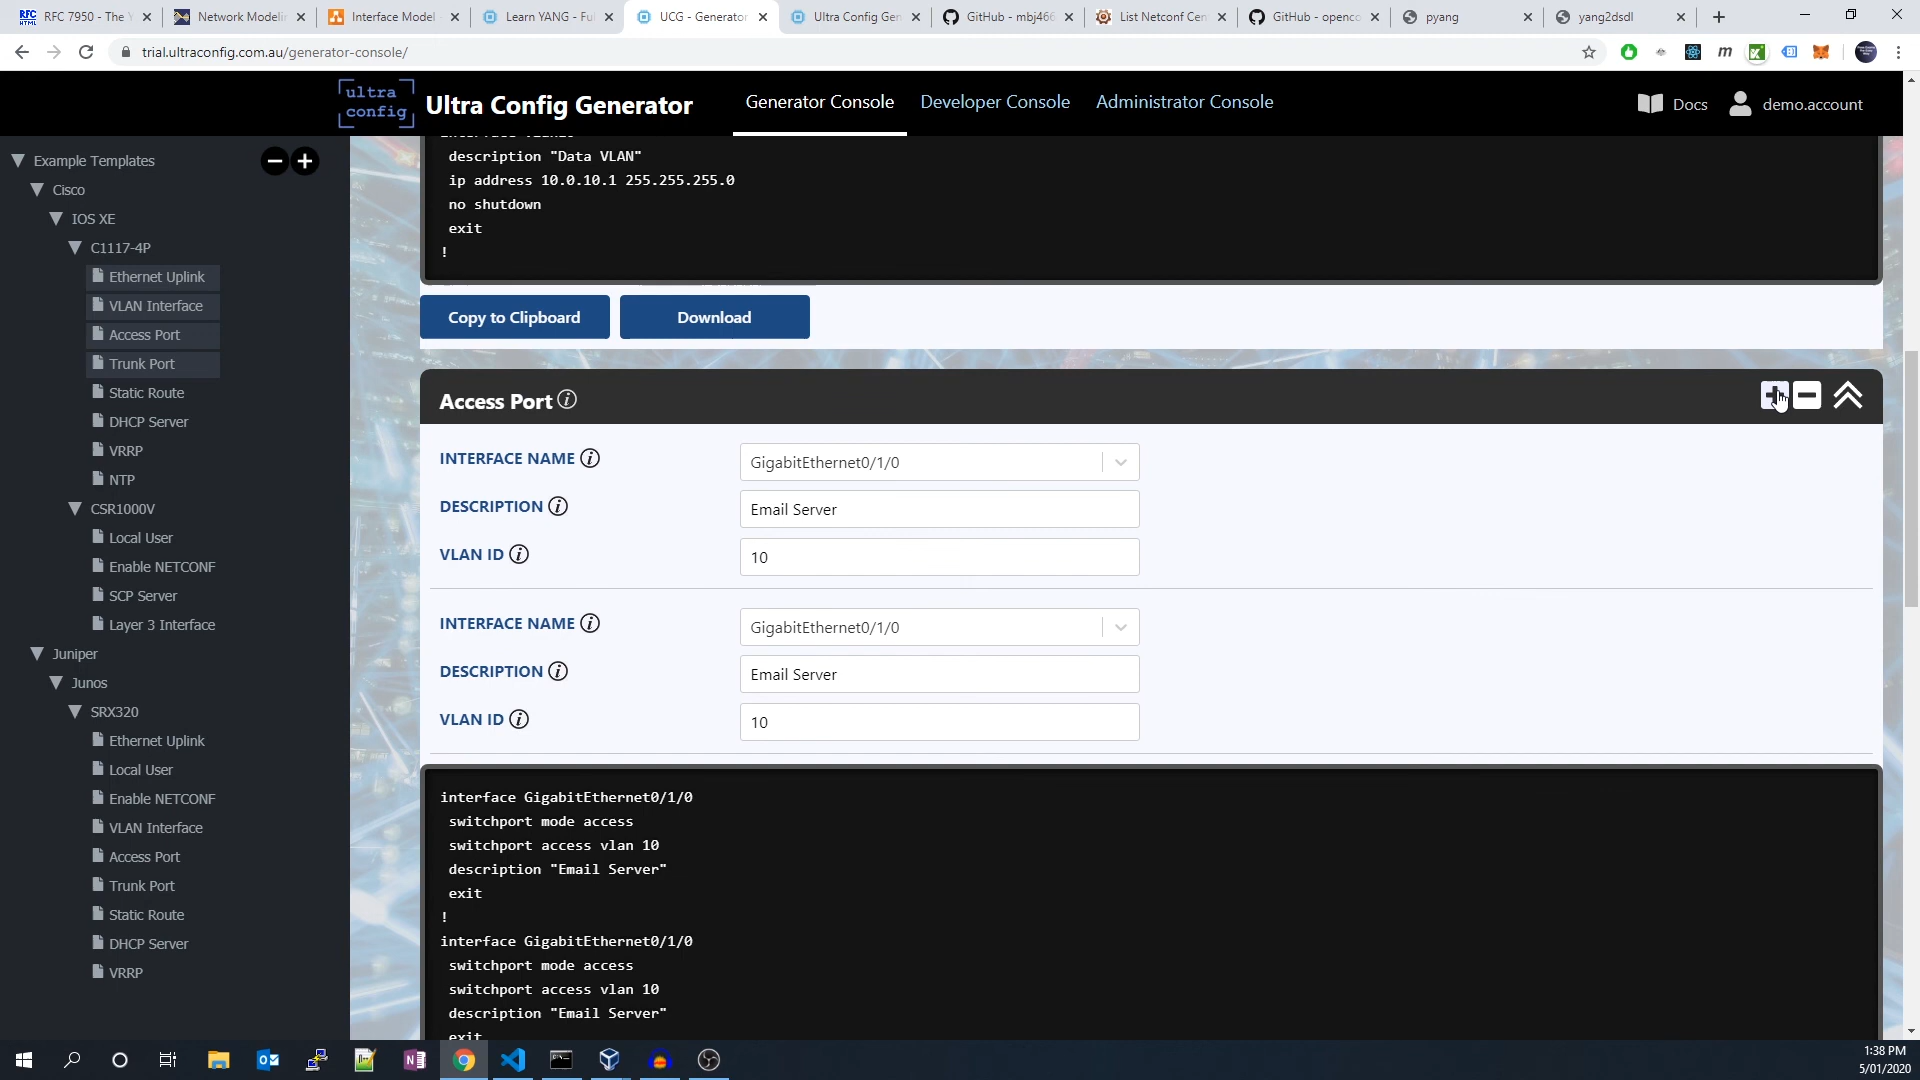 RFC HTML
RFC 7950 - The Y
Network Modelin
Interface Model -
Learn YANG - Ful
UCG - Generator
Ultra Config Gen
GitHub - mbj466
List Netconf Cen
GitHub - openco
pyang
yang2dsdl
trial.ultraconfig.com.au/generator-console/
ultra config
Ultra Config Generator
Generator Console
Developer Console
Administrator Console
Docs
demo.account
Example Templates
Cisco
IOS XE
C1117-4P
Ethernet Uplink
VLAN Interface
Access Port
Trunk Port
Static Route
DHCP Server
VRRP
NTP
CSR1000V
Local User
Enable NETCONF
SCP Server
Layer 3 Interface
Juniper
Junos
SRX320
Ethernet Uplink
Local User
Enable NETCONF
VLAN Interface
Access Port
Trunk Port
Static Route
DHCP Server
VRRP
description "Data VLAN"
ip address 10.0.10.1 255.255.255.0
no shutdown
exit
!
Copy to Clipboard
Download
Access Port
INTERFACE NAME
GigabitEthernet0/1/0
DESCRIPTION
Email Server
VLAN ID
10
INTERFACE NAME
GigabitEthernet0/1/0
DESCRIPTION
Email Server
VLAN ID
10
interface GigabitEthernet0/1/0
switchport mode access
switchport access vlan 10
description "Email Server"
exit
!
interface GigabitEthernet0/1/0
switchport mode access
switchport access vlan 10
description "Email Server"
exit
1:38 PM
5/01/2020